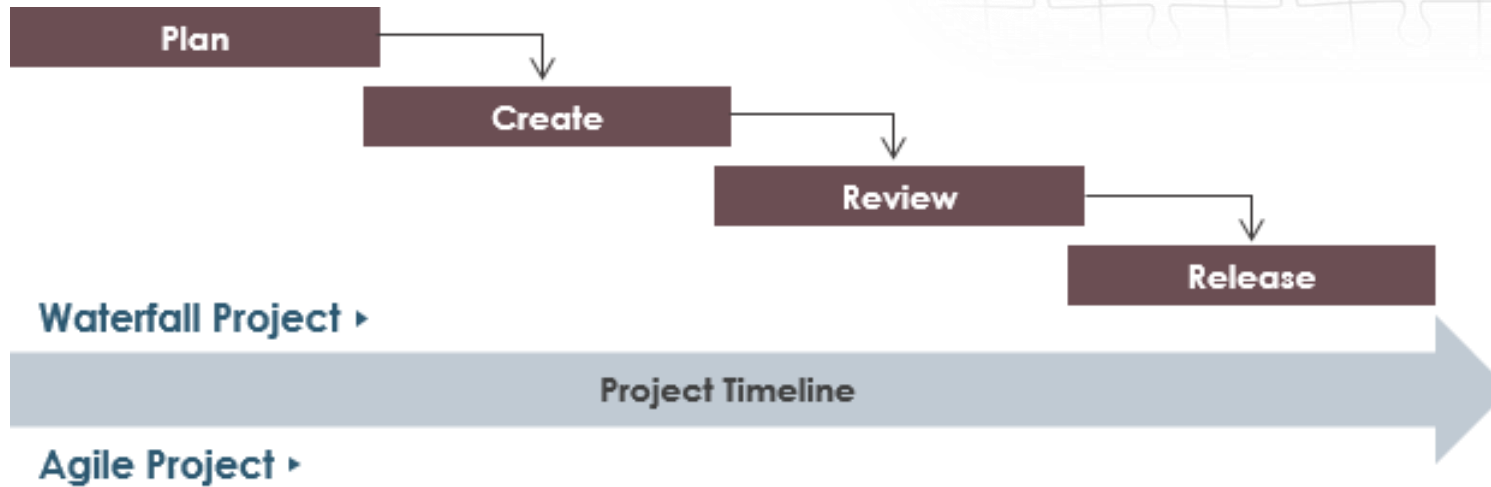 Plan
Create
Review
Release
Waterfall Project ▸
Project Timeline
Agile Project ▸